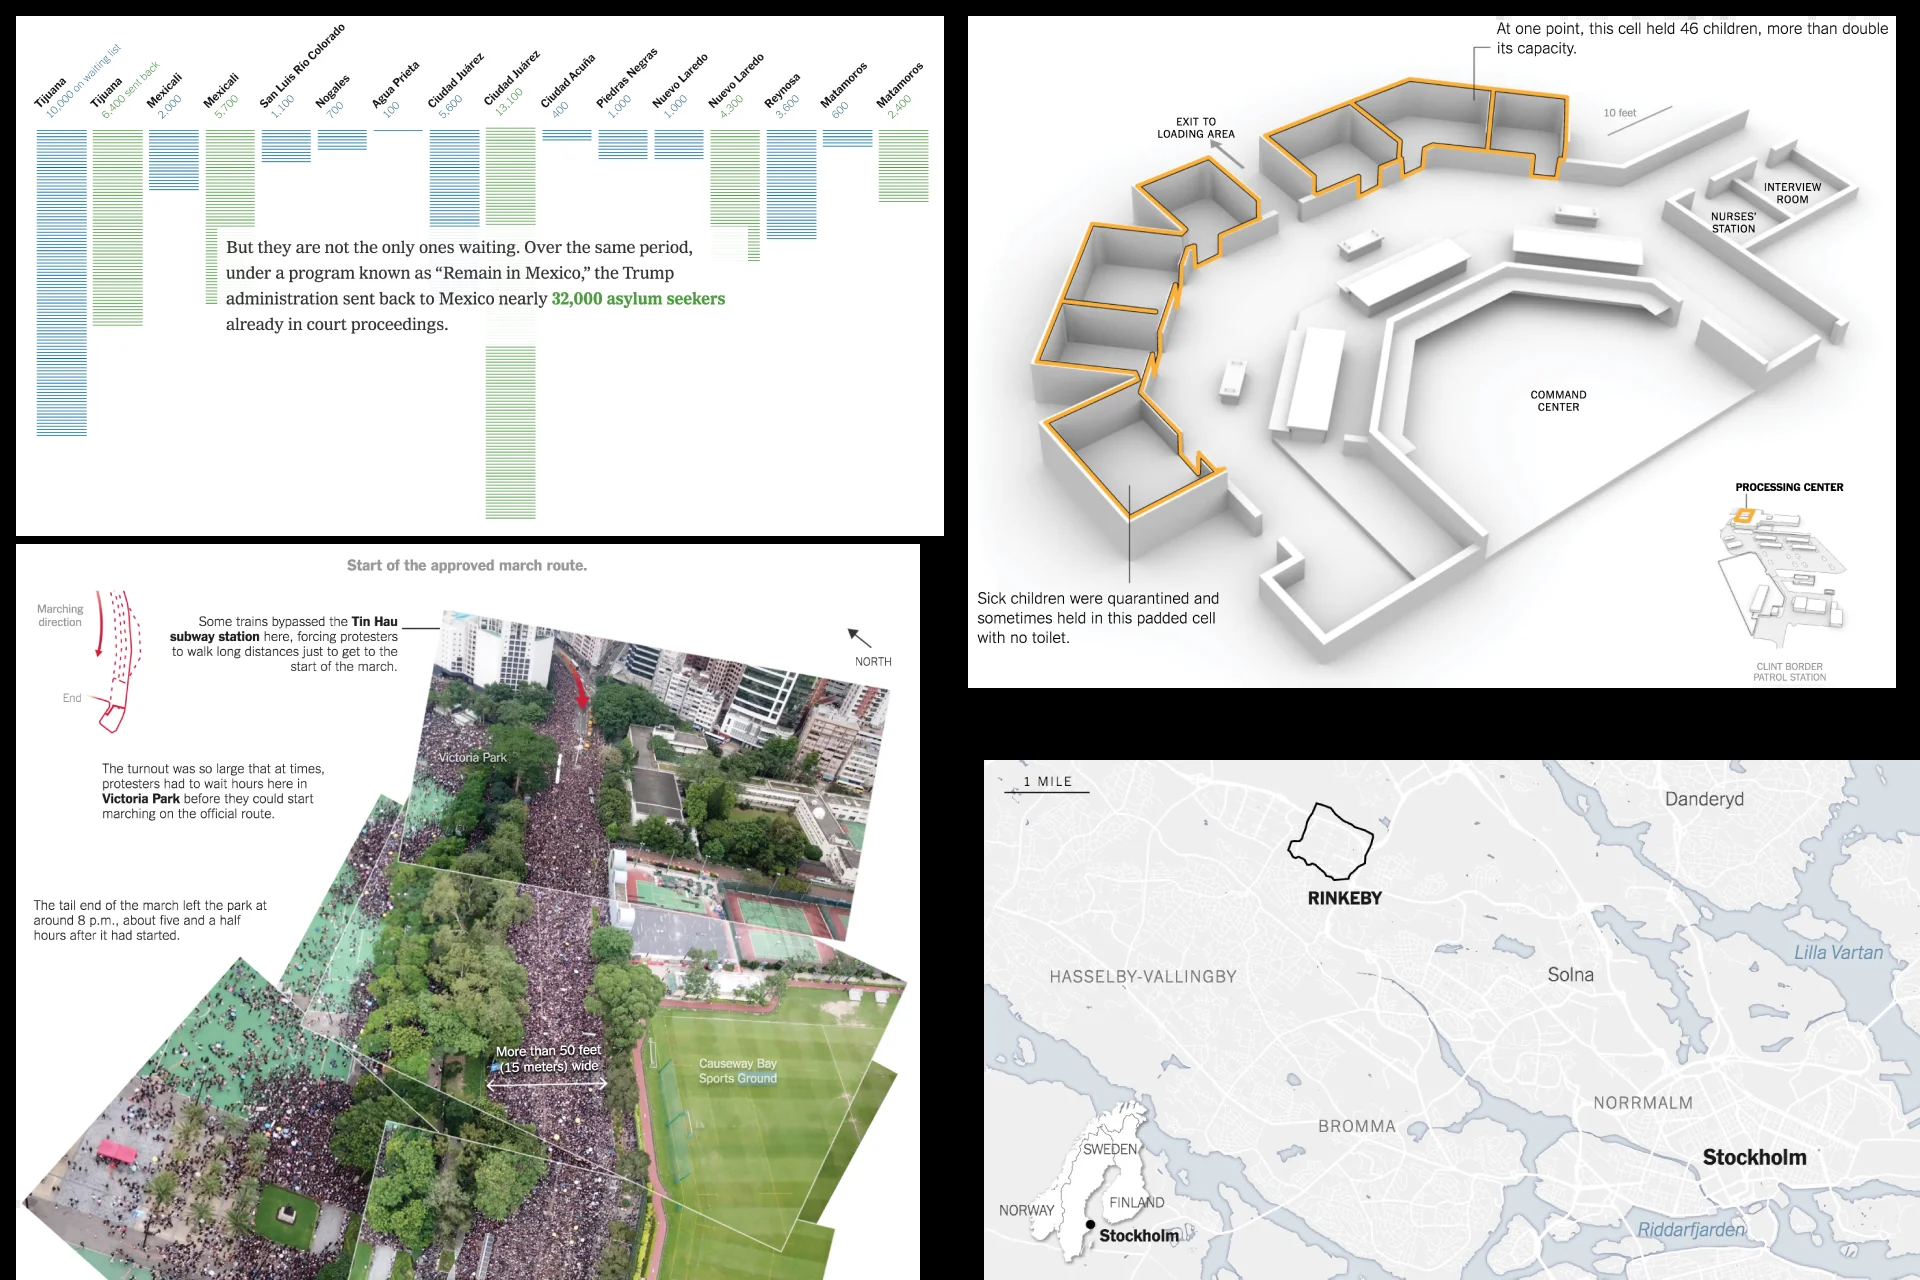 Tijuana
10,000 on waiting list
Tijuana
6,400 sent back
Mexicali
2,000
Mexicali
5,700
San Luis Río Colorado
1,100
Nogales
700
Agua Prieta
100
Ciudad Juárez
5,600
Ciudad Juárez
13,100
Ciudad Acuña
400
Piedras Negras
1,000
Nuevo Laredo
1,000
Nuevo Laredo
4,300
Reynosa
3,600
Matamoros
600
Matamoros
2,400
But they are not the only ones waiting. Over the same period,
under a program known as “Remain in Mexico,” the Trump
administration sent back to Mexico nearly 32,000 asylum seekers
already in court proceedings.
At one point, this cell held 46 children, more than double
its capacity.
10 feet
EXIT TO
LOADING AREA
INTERVIEW
ROOM
NURSES’
STATION
COMMAND
CENTER
PROCESSING CENTER
Sick children were quarantined and
sometimes held in this padded cell
with no toilet.
CLINT BORDER
PATROL STATION
Start of the approved march route.
Marching
direction
End
Some trains bypassed the Tin Hau
subway station here, forcing protesters
to walk long distances just to get to the
start of the march.
NORTH
Victoria Park
The turnout was so large that at times,
protesters had to wait hours here in
Victoria Park before they could start
marching on the official route.
The tail end of the march left the park at
around 8 p.m., about five and a half
hours after it had started.
More than 50 feet
(15 meters) wide
Causeway Bay
Sports Ground
1 MILE
Danderyd
RINKEBY
Lilla Vartan
HASSELBY-VALLINGBY
Solna
NORRMALM
BROMMA
Stockholm
SWEDEN
FINLAND
NORWAY
Stockholm
Riddarfjarden